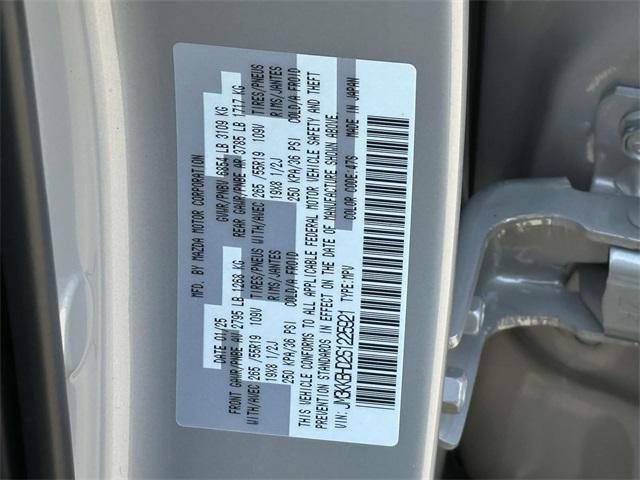 MFD. BY MAZDA MOTOR CORPORATION
DATE 01/25 GVWR/PNBV 6854 LB 3109 KG
FRONT GAWR/PNBE AV 2795 LB 1268 KG REAR GAWR/PNBE AR 3785 LB 1717 KG
WITH/AVEC 265 /55R19 109V TIRES/PNEUS WITH/AVEC 265 /55R19 109V TIRES/PNEUS
19X8 1/2J RIMS/JANTES 19X8 1/2J RIMS/JANTES
250 KPA/36 PSI COLD/A FROID 250 KPA/36 PSI COLD/A FROID
THIS VEHICLE CONFORMS TO ALL APPLICABLE FEDERAL MOTOR VEHICLE SAFETY AND THEFT
PREVENTION STANDARDS IN EFFECT ON THE DATE OF MANUFACTURE SHOWN ABOVE.
VIN: TYPE:MPV COLOR CODE:47S MADE IN JAPAN